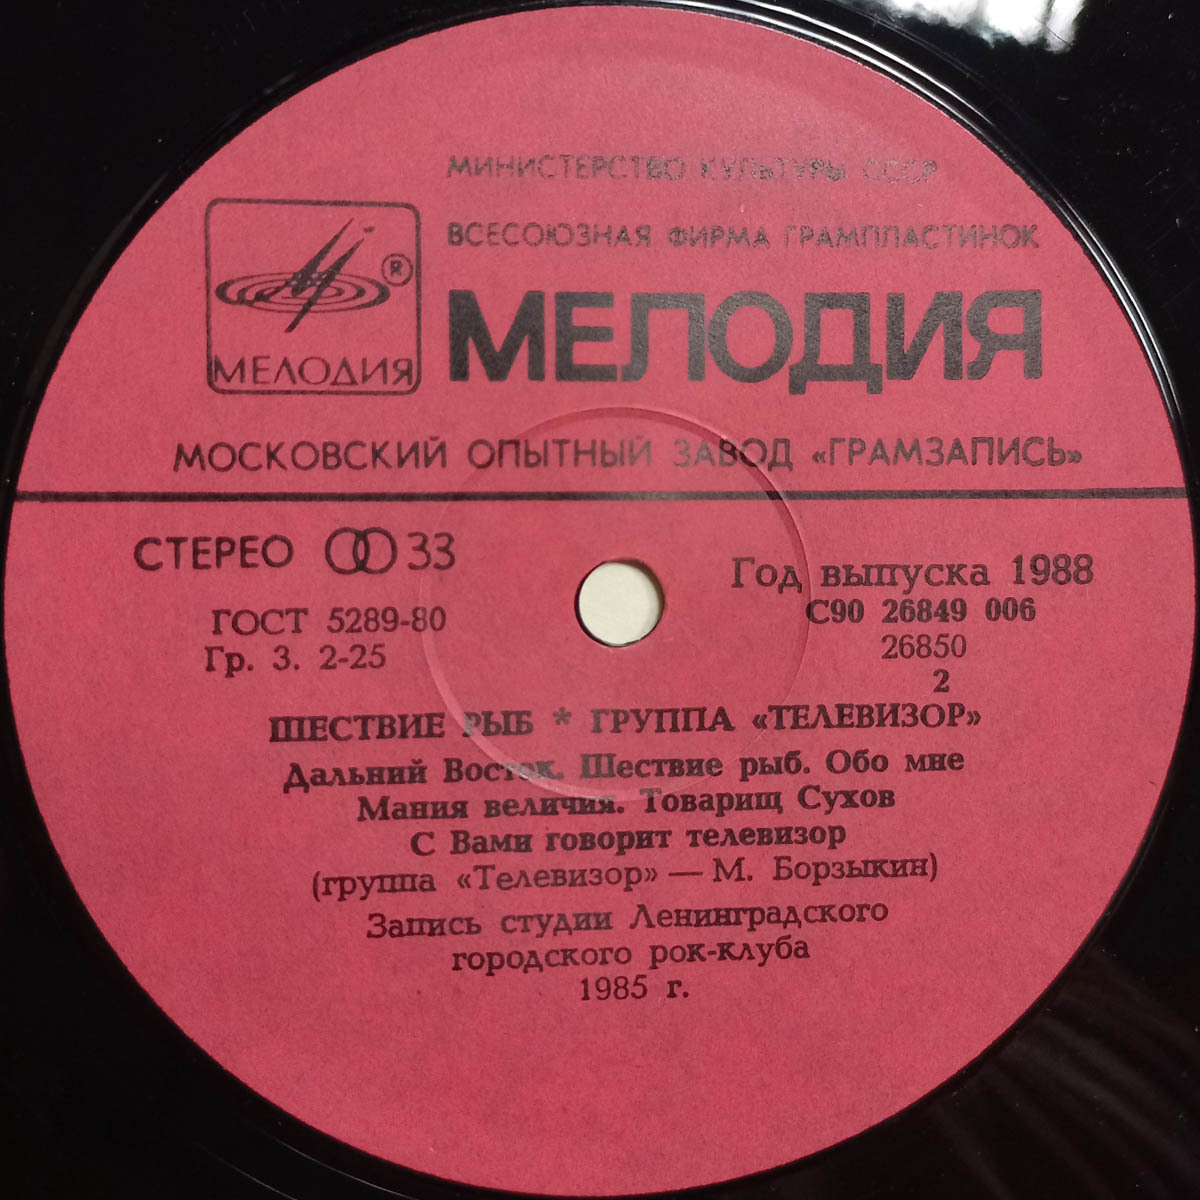 МИНИСТЕРСТВО КУЛЬТУРЫ СССР
ВСЕСОЮЗНАЯ ФИРМА ГРАМПЛАСТИНОК
МЕЛОДИЯ
®
МЕЛОДИЯ
МОСКОВСКИЙ ОПЫТНЫЙ ЗАВОД «ГРАМЗАПИСЬ»
СТЕРЕО 33
ГОСТ 5289-80
Гр. 3. 2-25
Год выпуска 1988
С90 26849 006
26850
2
ШЕСТВИЕ РЫБ * ГРУППА «ТЕЛЕВИЗОР»
Дальний Восток. Шествие рыб. Обо мне
Мания величия. Товарищ Сухов
С Вами говорит телевизор
(группа «Телевизор» — М. Борзыкин)
Запись студии Ленинградского
городского рок-клуба
1985 г.